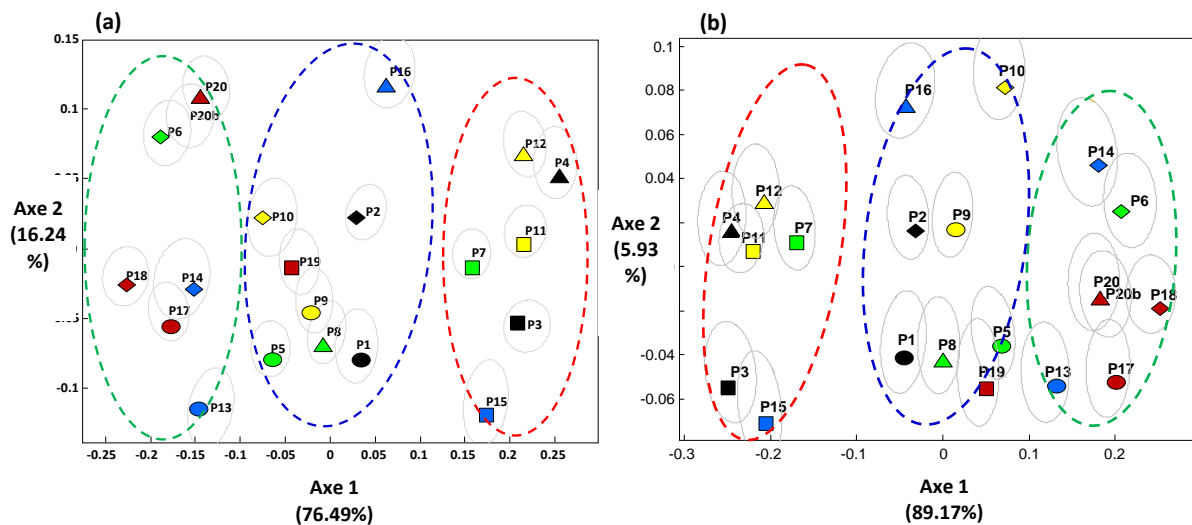 (a)
0.15
0.1
0
-0.1
Axe 2
(16.24
%)
P20
P20b
P6
P16
P12
P4
P10
P2
P11
P7
P18
P14
P19
P17
P9
P3
P8
P5
P1
P13
P15
-0.25 -0.2 -0.15 -0.1 -0.05 0 0.05 0.1 0.15 0.2 0.25
Axe 1
(76.49%)
(b)
0.1
0.08
0.06
0.04
0.02
0
-0.04
-0.06
Axe 2
(5.93
%)
P10
P16
P14
P12
P6
P4
P2
P9
P7
P11
P20
P20b
P18
P1
P8
P5
P3
P19
P13
P17
P15
-0.3 -0.2 -0.1 0 0.1 0.2
Axe 1
(89.17%)